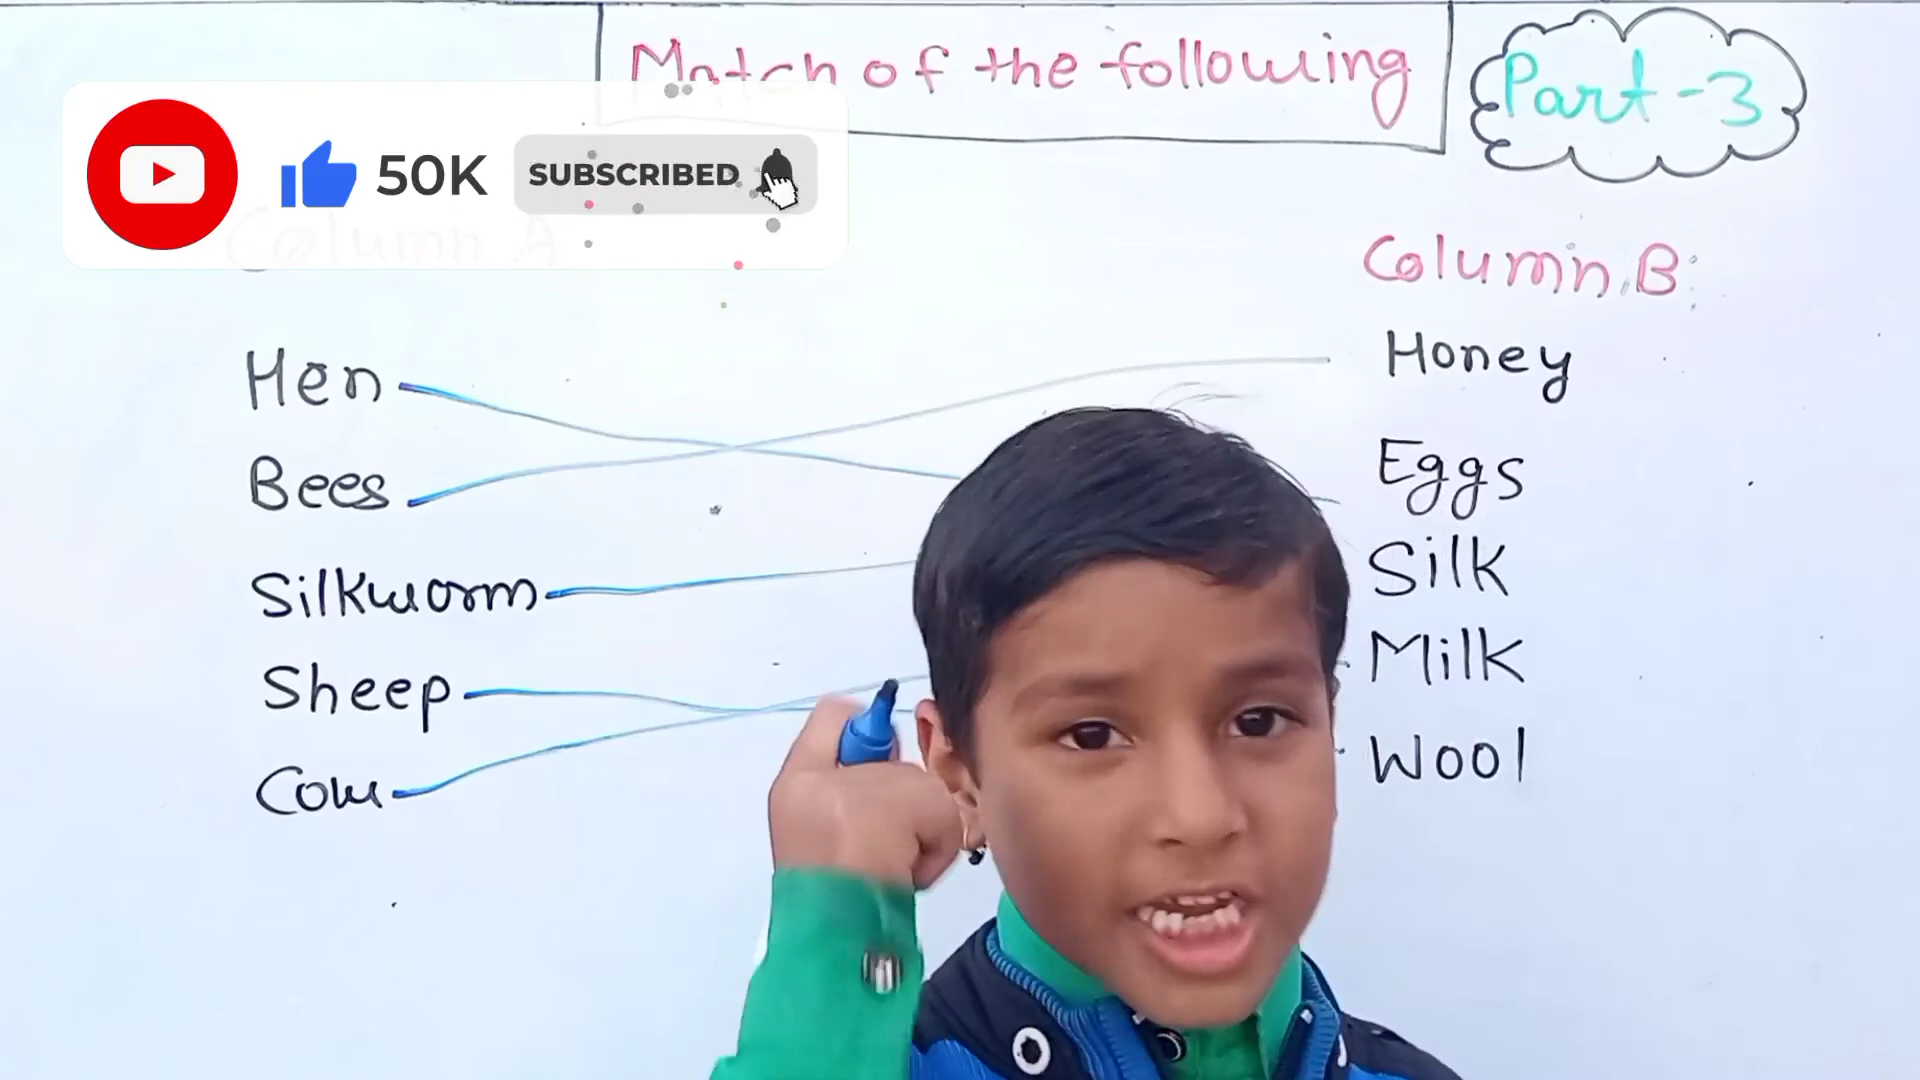 Match of the following
Part-3
50K
SUBSCRIBED
Column A
Column B:
Hen
Honey
Bees
Eggs
Silkworm
Silk
Sheep
Milk
Cow
Wool